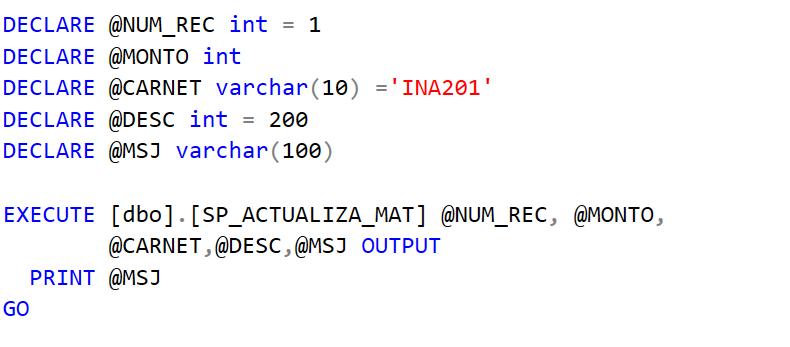 DECLARE @NUM_REC int = 1
DECLARE @MONTO int
DECLARE @CARNET varchar(10) ='INA201'
DECLARE @DESC int = 200
DECLARE @MSJ varchar(100)
EXECUTE [dbo].[SP_ACTUALIZA_MAT] @NUM_REC, @MONTO,
@CARNET,@DESC,@MSJ OUTPUT
PRINT @MSJ
GO